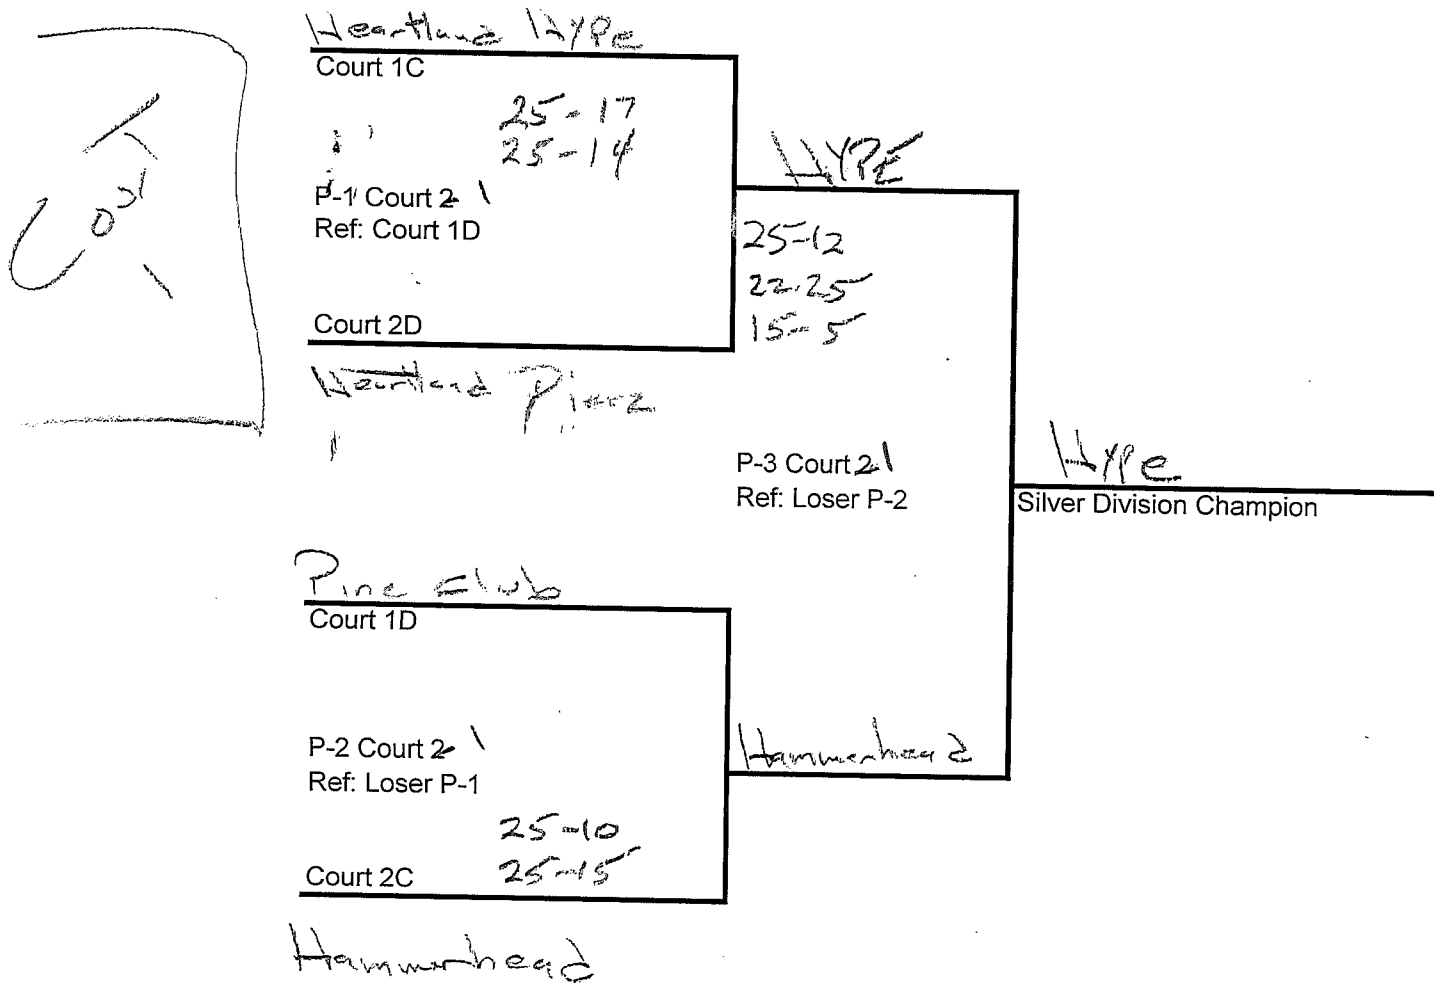 Heartland Hype
Court 1C
25-17
25-14
P-1 Court 2 1
Ref: Court 1D
Court 2D
Heartland
HYPE
25-12
22-25
15-5
P-3 Court 2 1
Ref: Loser P-2
Hype
Silver Division Champion
Pine Club
Court 1D
P-2 Court 2 1
Ref: Loser P-1
25-10
25-15
Court 2C
Hammerhead
Hammerhead